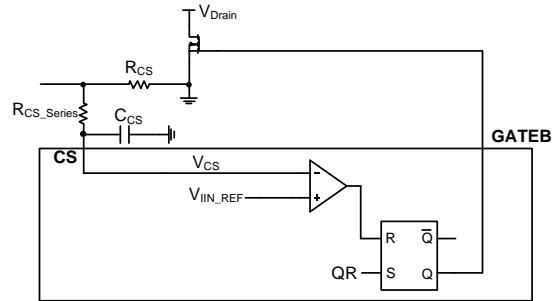 V_Drain
R_CS
R_CS_Series
C_CS
GATEB
CS
V_CS
V_IIN_REF
-
+
R Q̅
QR S Q